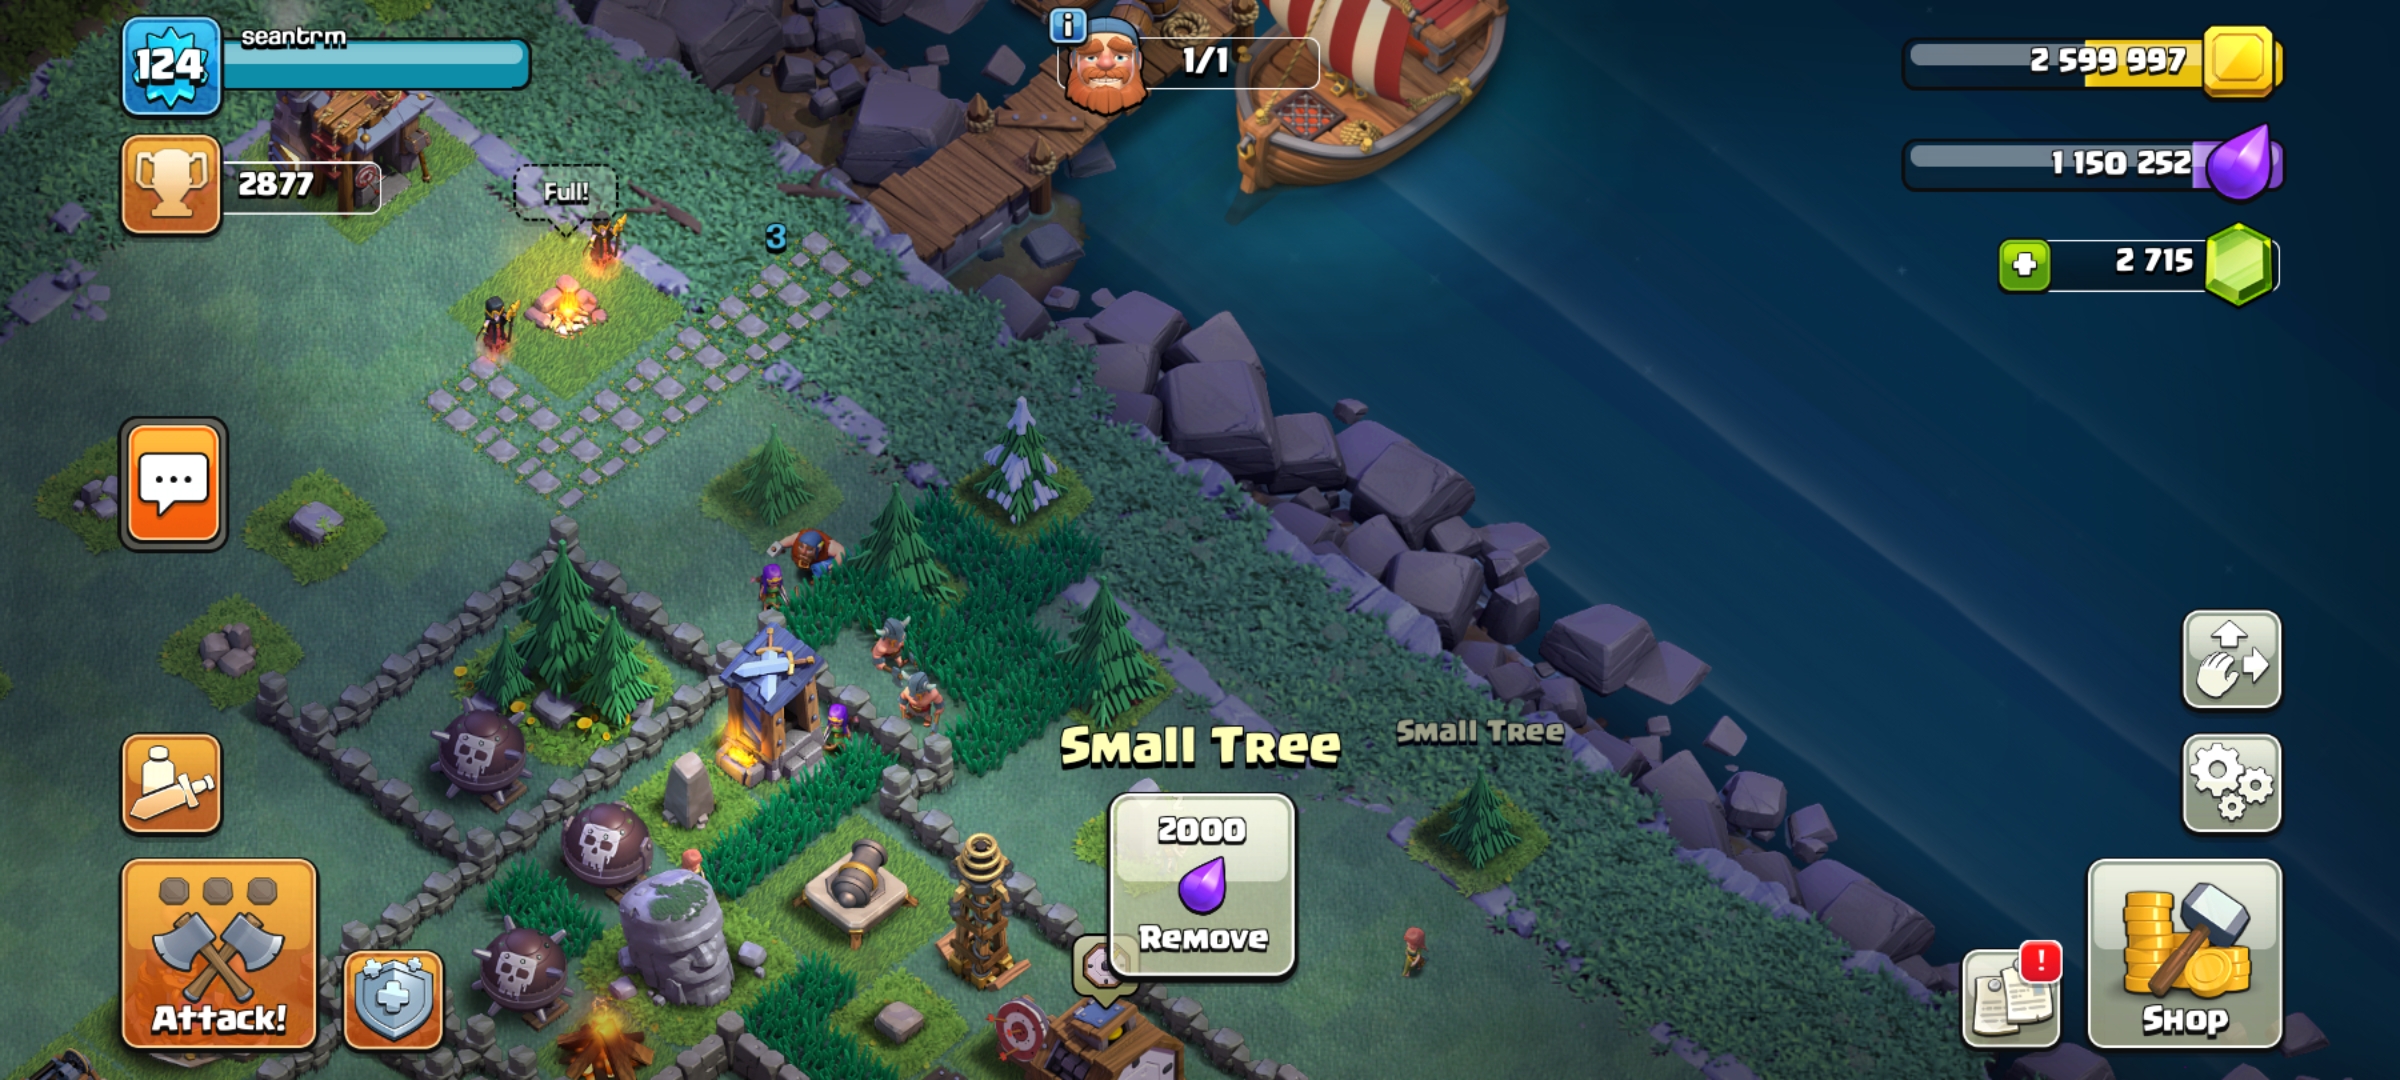 124
seantrm
2877
Full!
3
i
1/1
2 599 997
1 150 252
2 715
Small Tree
Small Tree
2000
Remove
Attack!
!
Shop